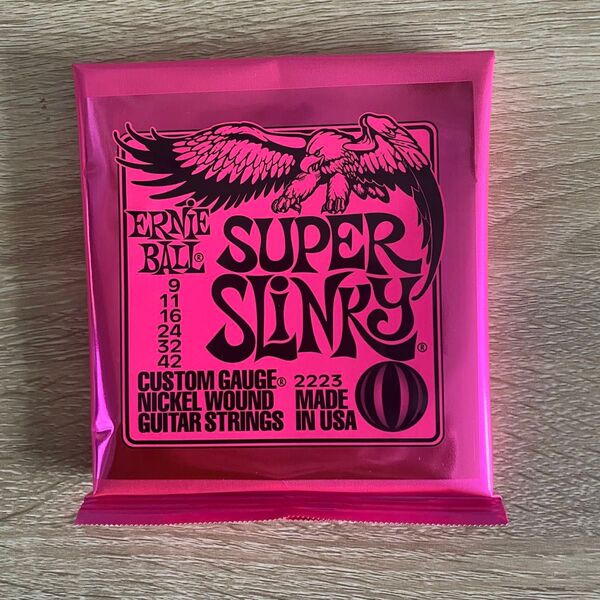 ERNIE
BALL®
SUPER
SLINKY®
9
11
16
24
32
42
CUSTOM GAUGE®
NICKEL WOUND
GUITAR STRINGS
2223
MADE
IN USA